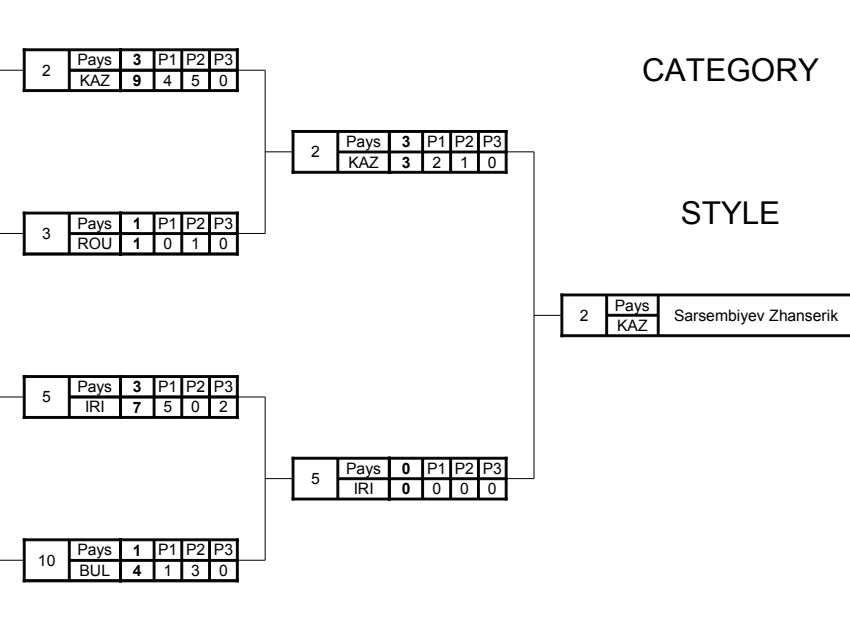 CATEGORY
2 Pays 3 P1 P2 P3
KAZ 9 4 5 0
2 Pays 3 P1 P2 P3
KAZ 3 2 1 0
STYLE
3 Pays 1 P1 P2 P3
ROU 1 0 1 0
2 Pays Sarsembiyev Zhanserik
KAZ
5 Pays 3 P1 P2 P3
IRI 7 5 0 2
5 Pays 0 P1 P2 P3
IRI 0 0 0 0
10 Pays 1 P1 P2 P3
BUL 4 1 3 0